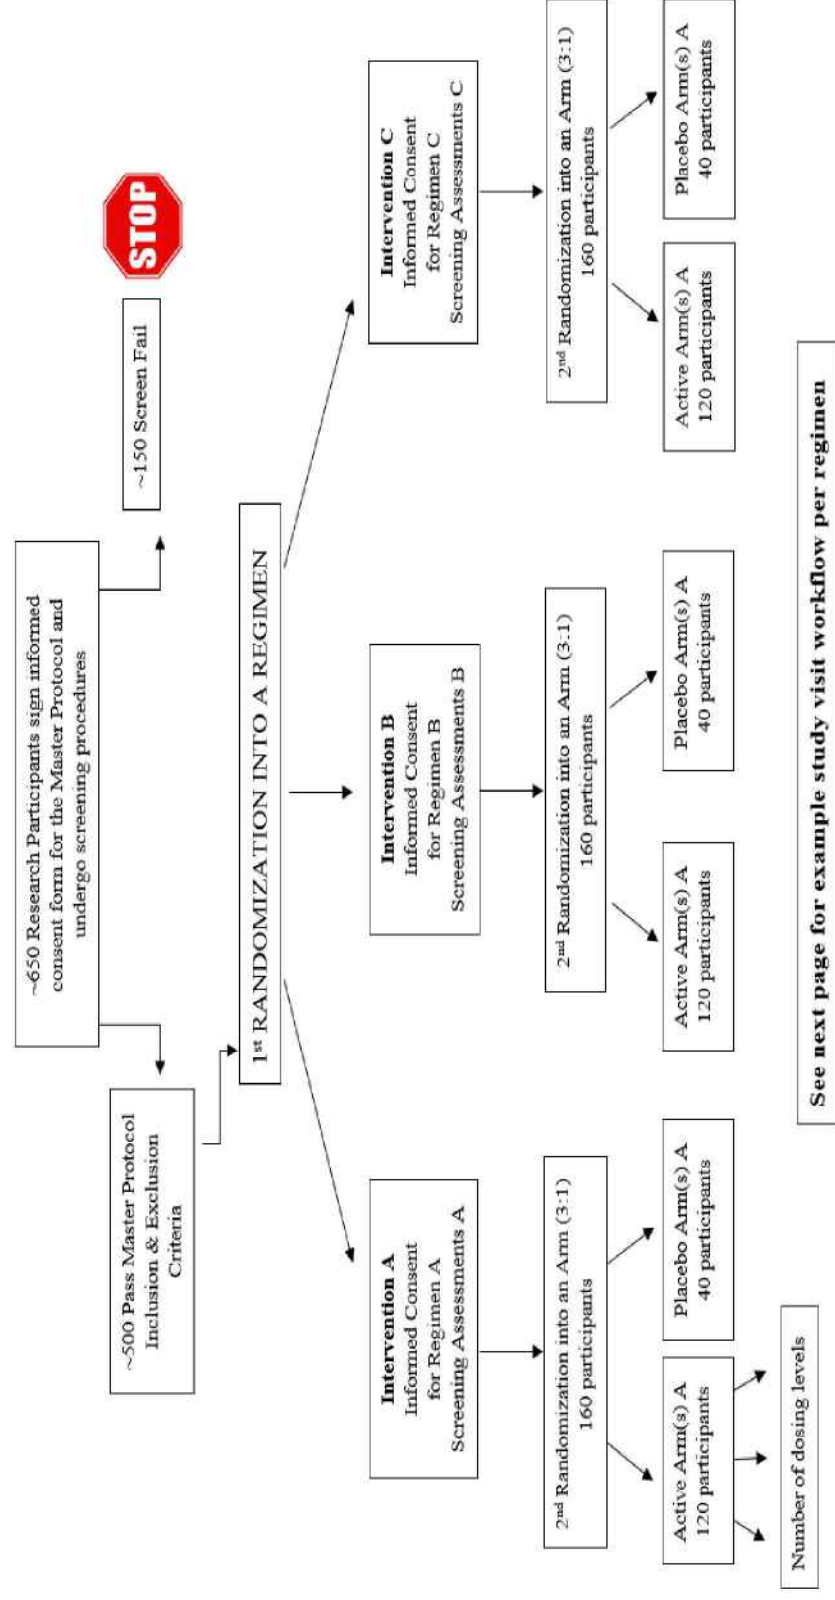 ~650 Research Participants sign informed
consent form for the Master Protocol and
undergo screening procedures
~500 Pass Master Protocol
Inclusion & Exclusion
Criteria
~150 Screen Fail
STOP
1st RANDOMIZATION INTO A REGIMEN
Intervention A
Informed Consent
for Regimen A
Screening Assessments A
Intervention B
Informed Consent
for Regimen B
Screening Assessments B
Intervention C
Informed Consent
for Regimen C
Screening Assessments C
2nd Randomization into an Arm (3:1)
160 participants
2nd Randomization into an Arm (3:1)
160 participants
2nd Randomization into an Arm (3:1)
160 participants
Active Arm(s) A
120 participants
Placebo Arm(s) A
40 participants
Active Arm(s) A
120 participants
Placebo Arm(s) A
40 participants
Active Arm(s) A
120 participants
Placebo Arm(s) A
40 participants
Number of dosing levels
See next page for example study visit workflow per regimen